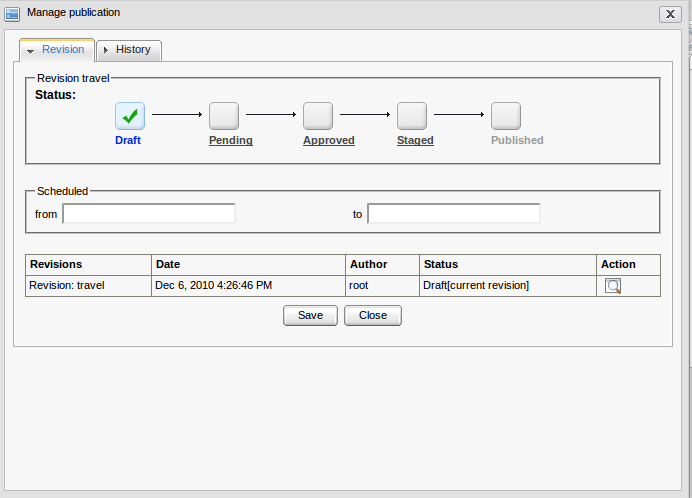 Manage publication
Revision History
Revision travel
Status:
Draft Pending Approved Staged Published
Scheduled
from to
Revisions Date Author Status Action
Revision: travel Dec 6, 2010 4:26:46 PM root Draft[current revision]
Save Close